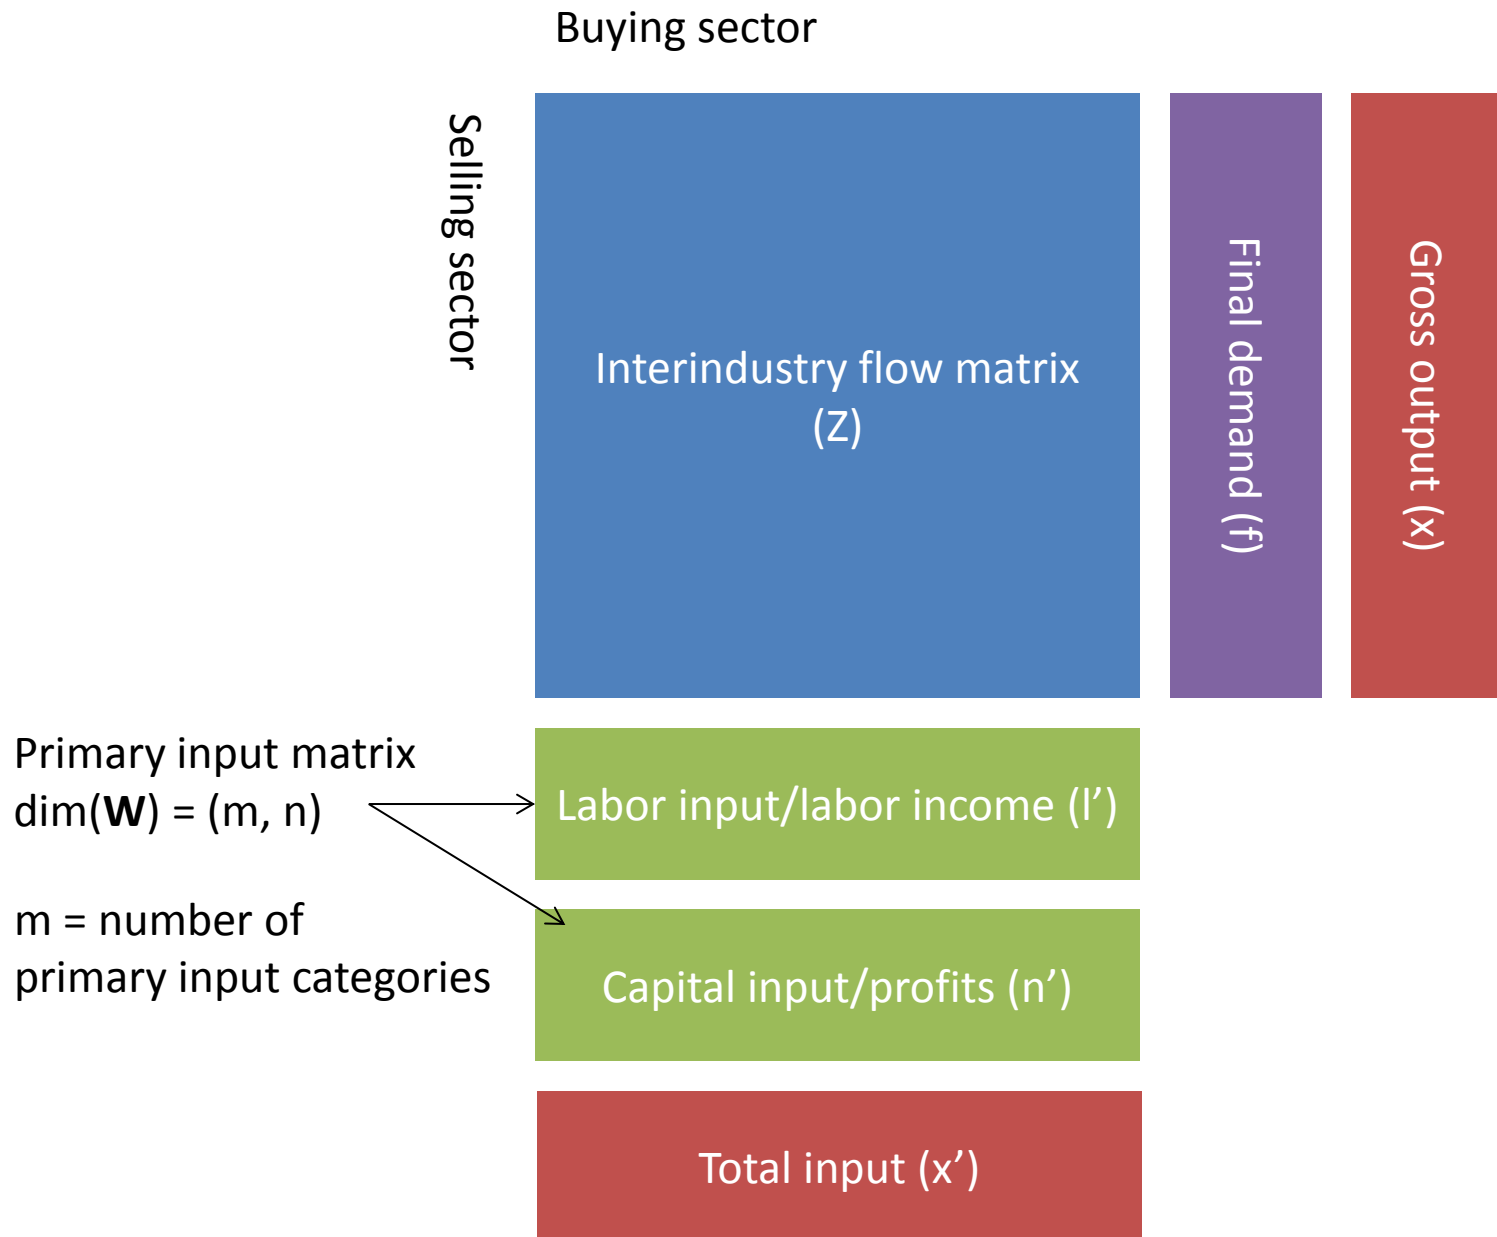 Buying sector
Selling sector
Interindustry flow matrix
(Z)
Final demand (f)
Gross output (x)
Primary input matrix
dim(W) = (m, n)
m = number of
primary input categories
Labor input/labor income (l’)
Capital input/profits (n’)
Total input (x’)